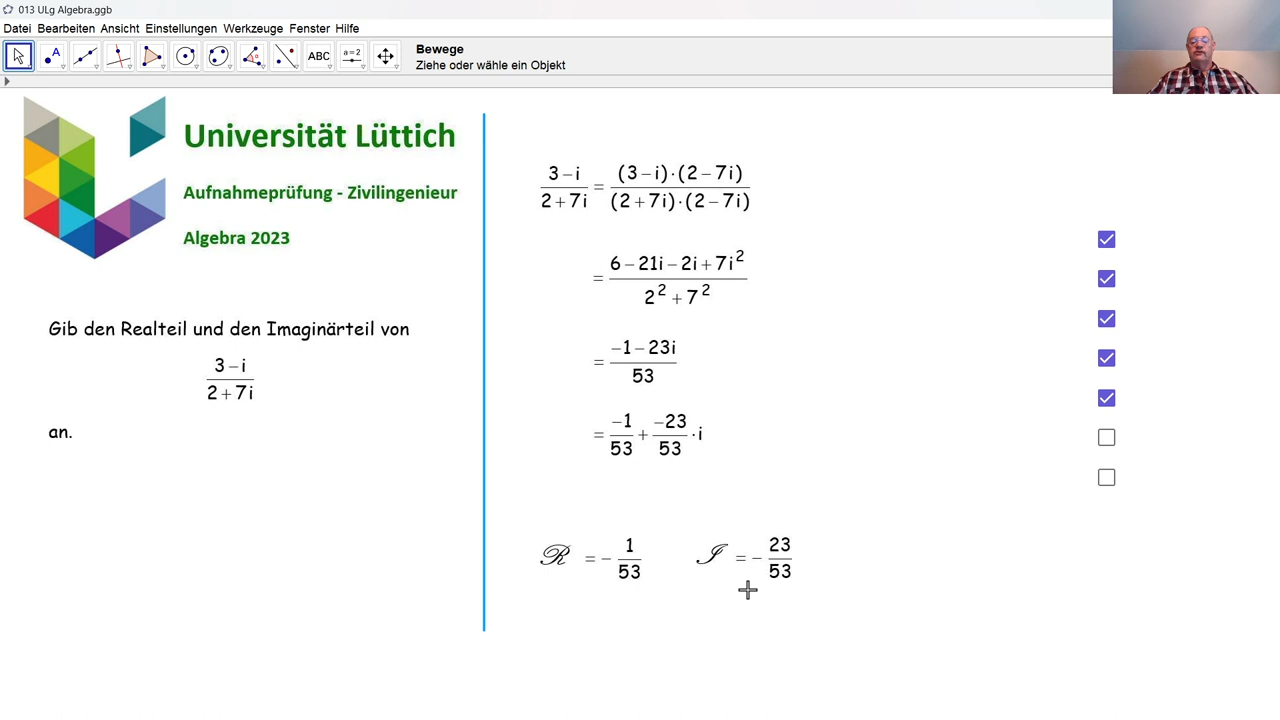 013 ULg Algebra.ggb
Datei Bearbeiten Ansicht Einstellungen Werkzeuge Fenster Hilfe
A
ABC
a=2
Bewege
Ziehe oder wähle ein Objekt
Universität Lüttich
Aufnahmeprüfung - Zivilingenieur
Algebra 2023
Gib den Realteil und den Imaginärteil von
3-i
2+7i
an.
3-i / 2+7i = (3-i)·(2-7i) / (2+7i)·(2-7i)
= 6-21i-2i+7i² / 2²+7²
= -1-23i / 53
= -1/53 + -23/53 · i
ℛ = - 1/53 ℐ = - 23/53